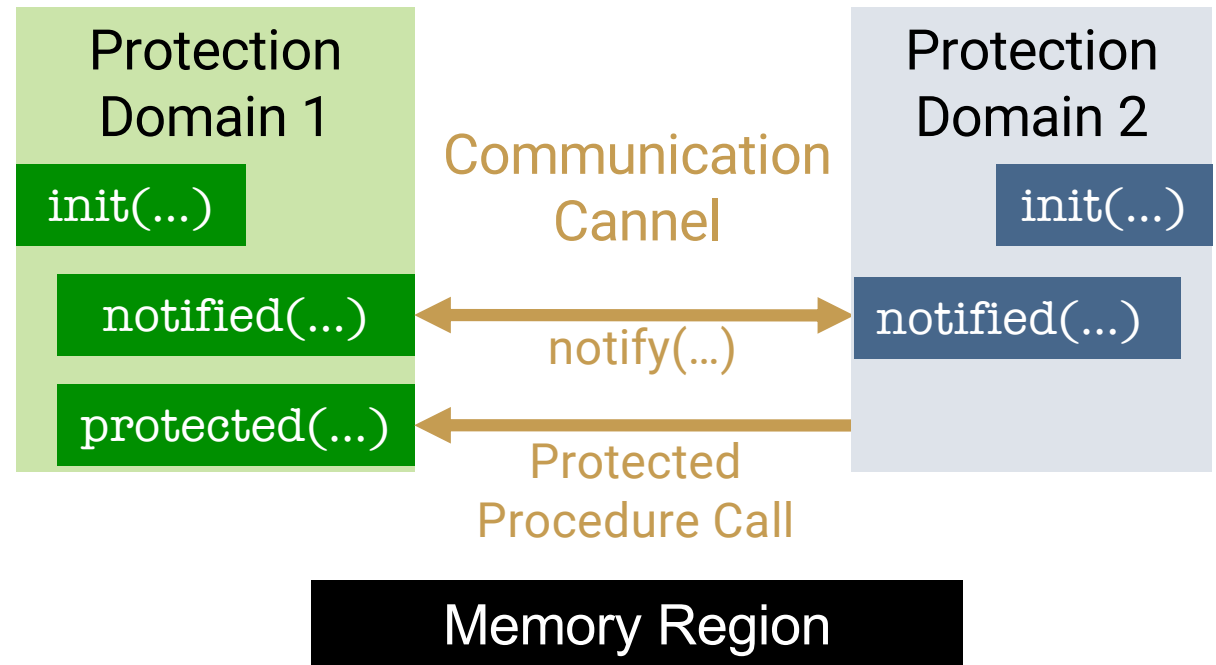 Protection
Domain 1
init(...)
notified(...)
protected(...)
Communication
Cannel
notify(...)
Protected
Procedure Call
Protection
Domain 2
init(...)
notified(...)
Memory Region